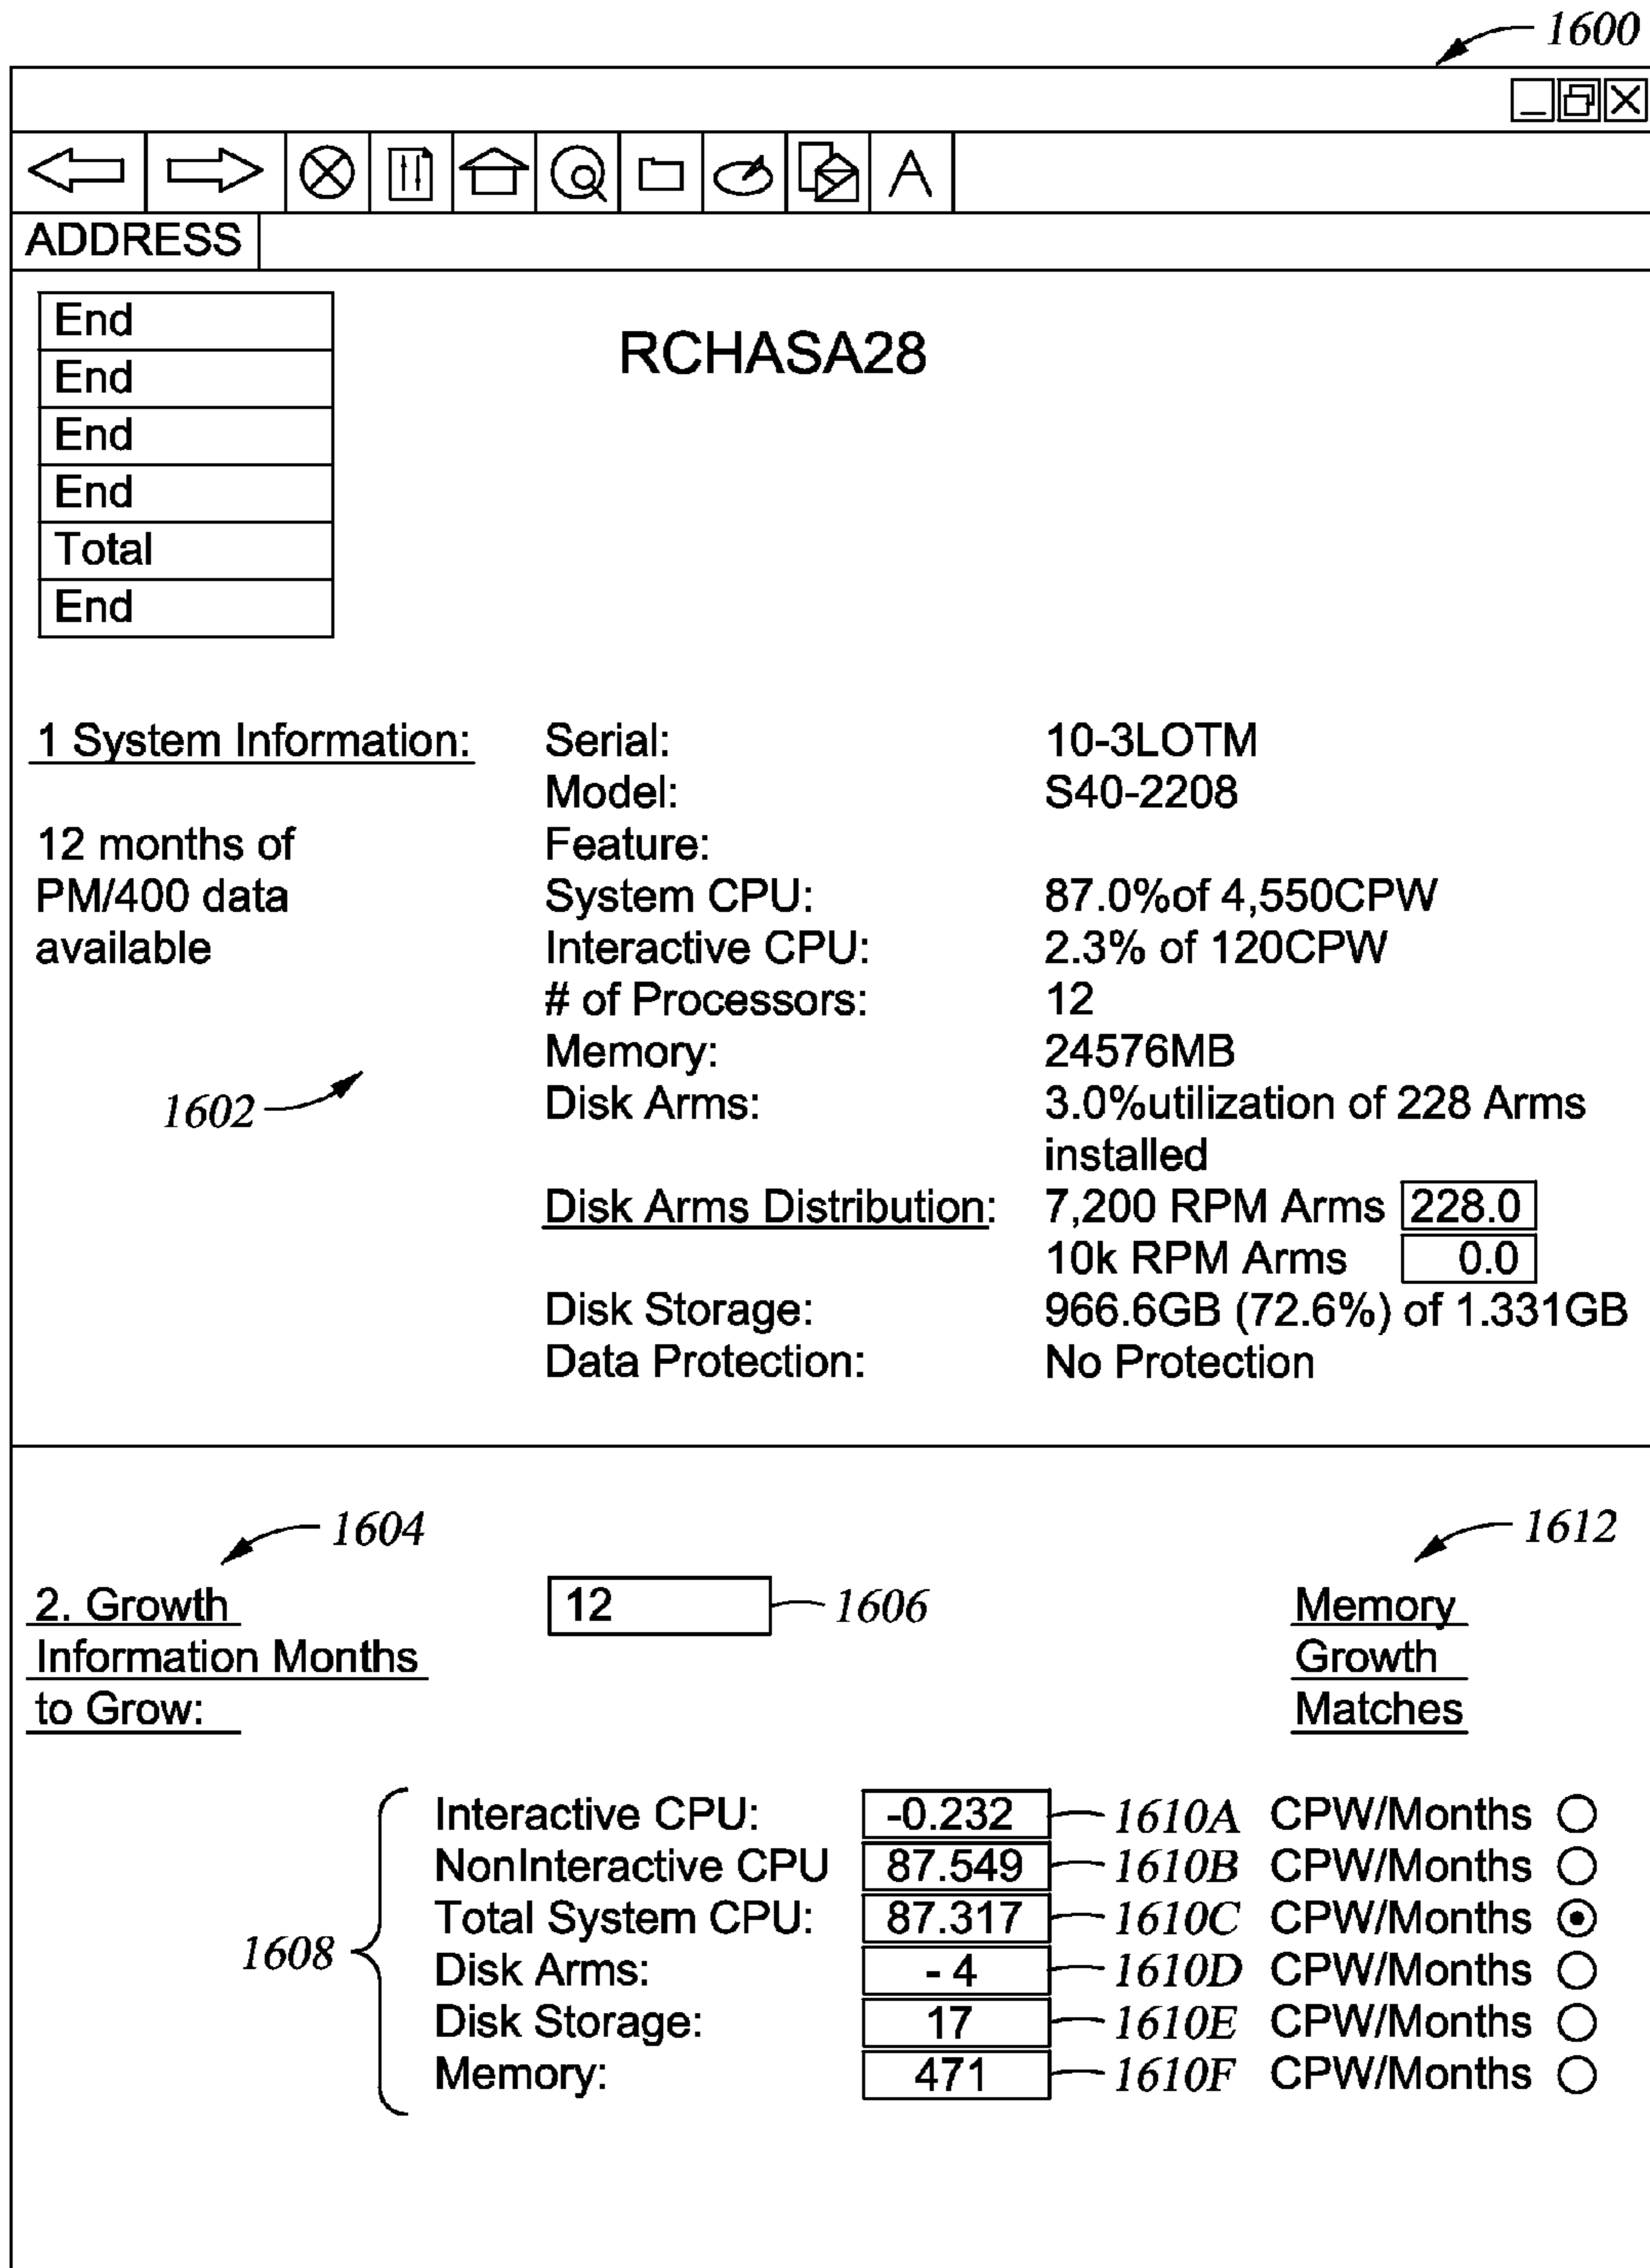 1600
ADDRESS
End
End
End
End
Total
End
RCHASA28
1 System Information:
12 months of
PM/400 data
available
1602
Serial: 10-3LOTM
Model: S40-2208
Feature:
System CPU: 87.0%of 4,550CPW
Interactive CPU: 2.3% of 120CPW
# of Processors: 12
Memory: 24576MB
Disk Arms: 3.0%utilization of 228 Arms
installed
Disk Arms Distribution: 7,200 RPM Arms 228.0
10k RPM Arms 0.0
Disk Storage: 966.6GB (72.6%) of 1.331GB
Data Protection: No Protection
1604
2. Growth
Information Months
to Grow:
12 1606
1612
Memory
Growth
Matches
1608
Interactive CPU: -0.232 1610A CPW/Months
NonInteractive CPU 87.549 1610B CPW/Months
Total System CPU: 87.317 1610C CPW/Months
Disk Arms: - 4 1610D CPW/Months
Disk Storage: 17 1610E CPW/Months
Memory: 471 1610F CPW/Months